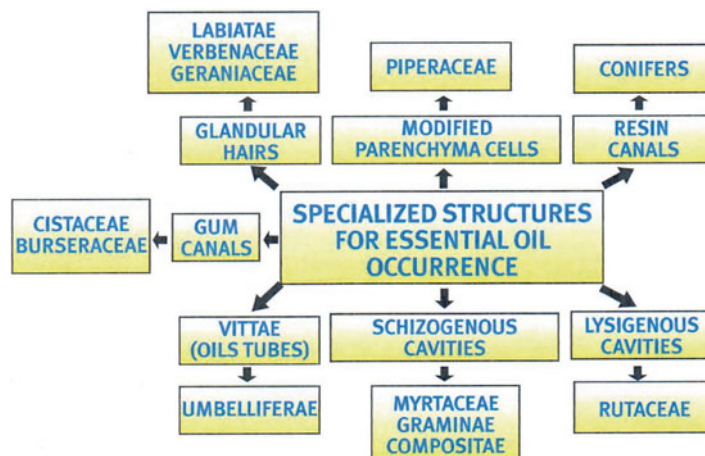 LABIATAE
VERBENACEAE
GERANIACEAE
PIPERACEAE
CONIFERS
GLANDULAR
HAIRS
MODIFIED
PARENCHYMA CELLS
RESIN
CANALS
CISTACEAE
BURSERACEAE
GUM
CANALS
SPECIALIZED STRUCTURES
FOR ESSENTIAL OIL
OCCURRENCE
VITTAE
(OILS TUBES)
SCHIZOGENOUS
CAVITIES
LYSIGENOUS
CAVITIES
UMBELLIFERAE
MYRTACEAE
GRAMINAE
COMPOSITAE
RUTACEAE